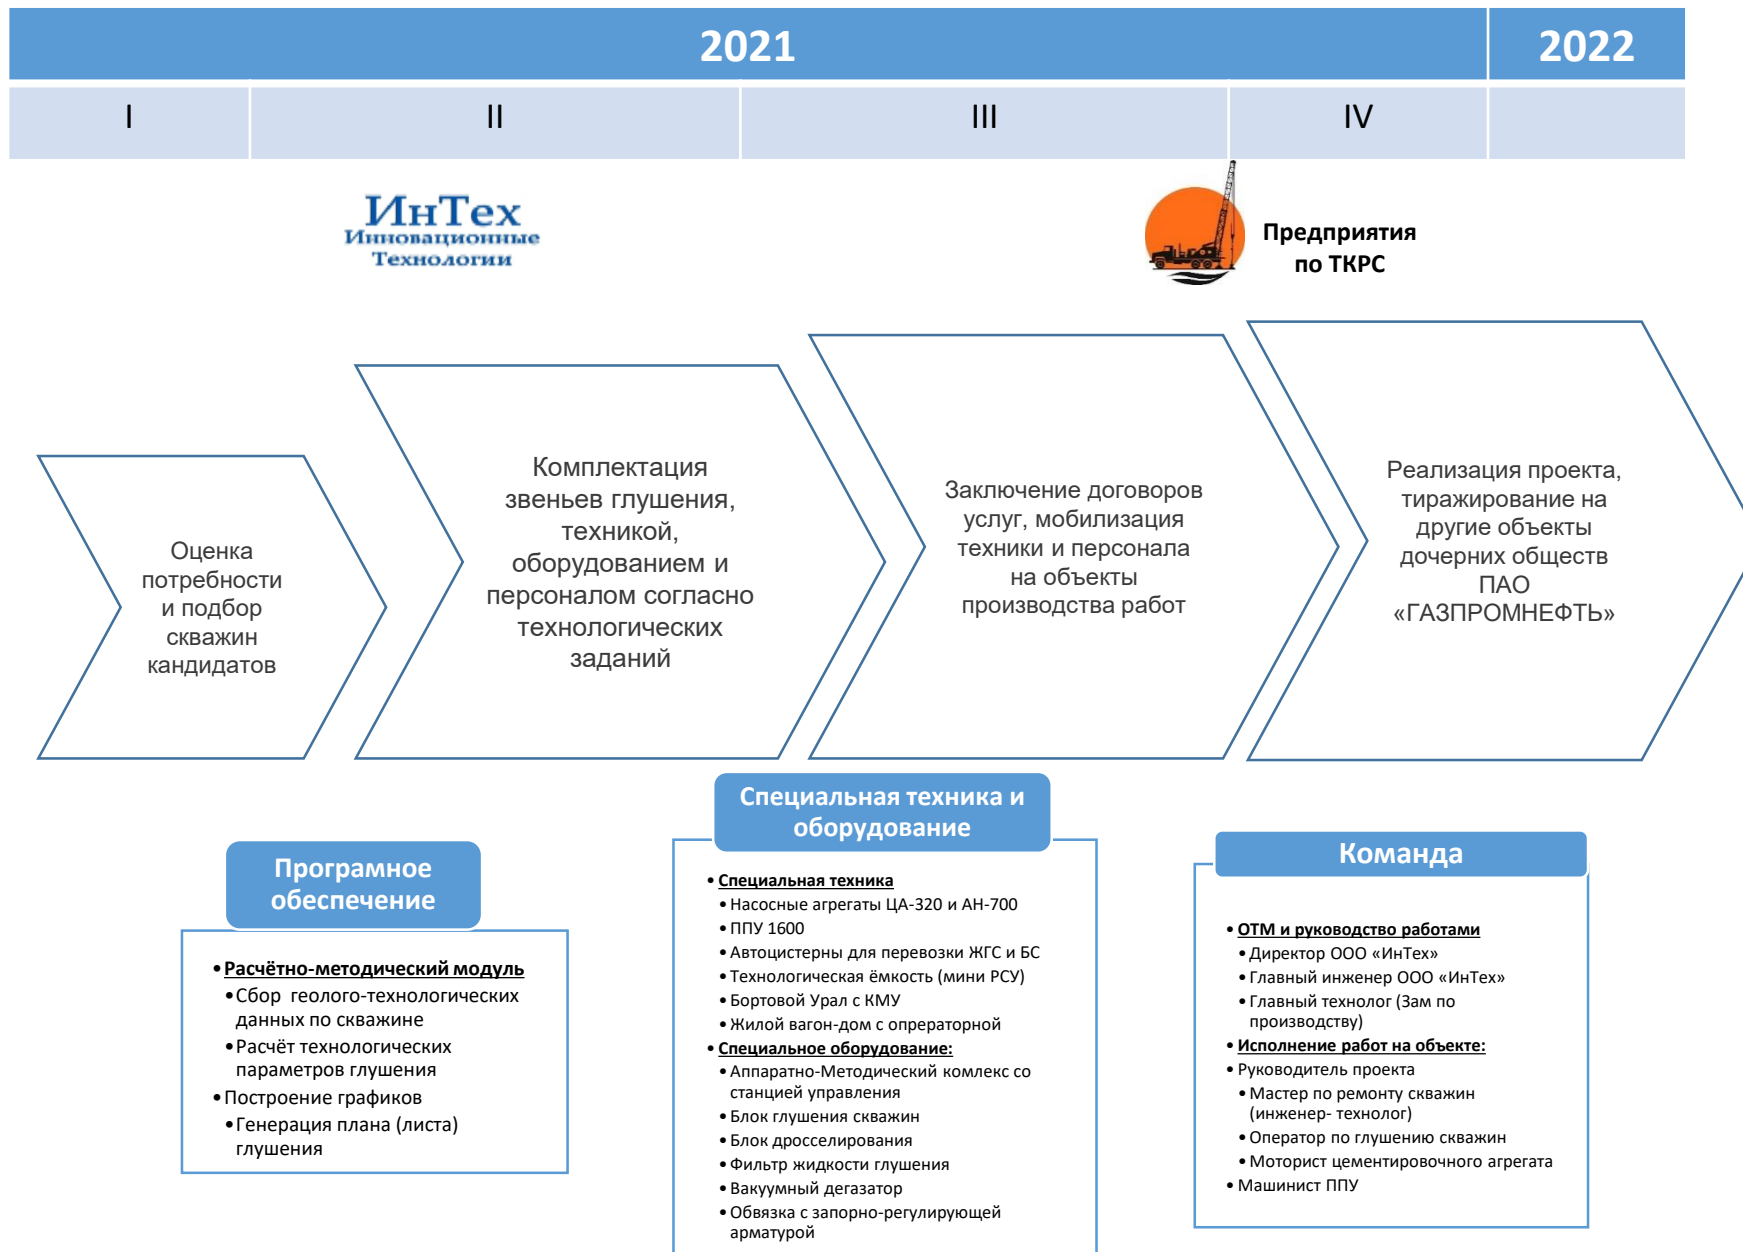 2021
2022
I
II
III
IV
ИнТех
Инновационные
Технологии
Предприятия
по ТКРС
Оценка
потребности
и подбор
скважин
кандидатов
Комплектация
звеньев глушения,
техникой,
оборудованием и
персоналом согласно
технологических
заданий
Заключение договоров
услуг, мобилизация
техники и персонала
на объекты
производства работ
Реализация проекта,
тиражирование на
другие объекты
дочерних обществ
ПАО
«ГАЗПРОМНЕФТЬ»
Програмное
обеспечение
• Расчётно-методический модуль
• Сбор геолого-технологических
данных по скважине
• Расчёт технологических
параметров глушения
• Построение графиков
• Генерация плана (листа)
глушения
Специальная техника и
оборудование
• Специальная техника
• Насосные агрегаты ЦА-320 и АН-700
• ППУ 1600
• Автоцистерны для перевозки ЖГС и БС
• Технологическая ёмкость (мини РСУ)
• Бортовой Урал с КМУ
• Жилой вагон-дом с опрераторной
• Специальное оборудование:
• Аппаратно-Методический комлекс со
станцией управления
• Блок глушения скважин
• Блок дросселирования
• Фильтр жидкости глушения
• Вакуумный дегазатор
• Обвязка с запорно-регулирующей
арматурой
Команда
• ОТМ и руководство работами
• Директор ООО «ИнТех»
• Главный инженер ООО «ИнТех»
• Главный технолог (Зам по
производству)
• Исполнение работ на объекте:
• Руководитель проекта
• Мастер по ремонту скважин
(инженер- технолог)
• Оператор по глушению скважин
• Моторист цементировочного агрегата
• Машинист ППУ